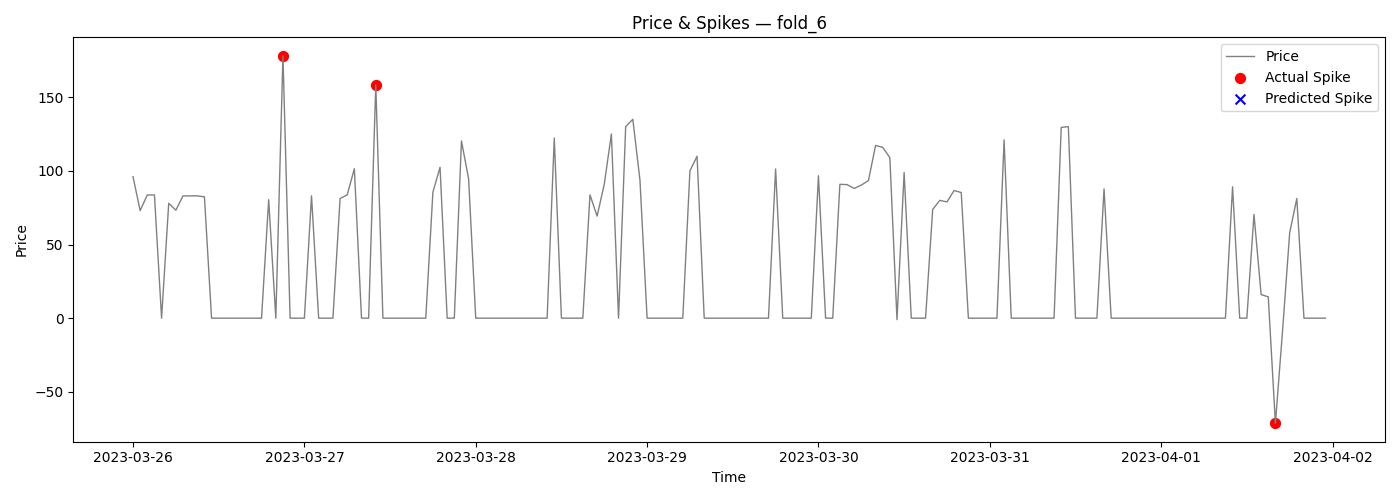 Price & Spikes — fold_6
Price
Actual Spike
Predicted Spike
Price
150
100
50
0
−50
2023-03-26
2023-03-27
2023-03-28
2023-03-29
2023-03-30
2023-03-31
2023-04-01
2023-04-02
Time